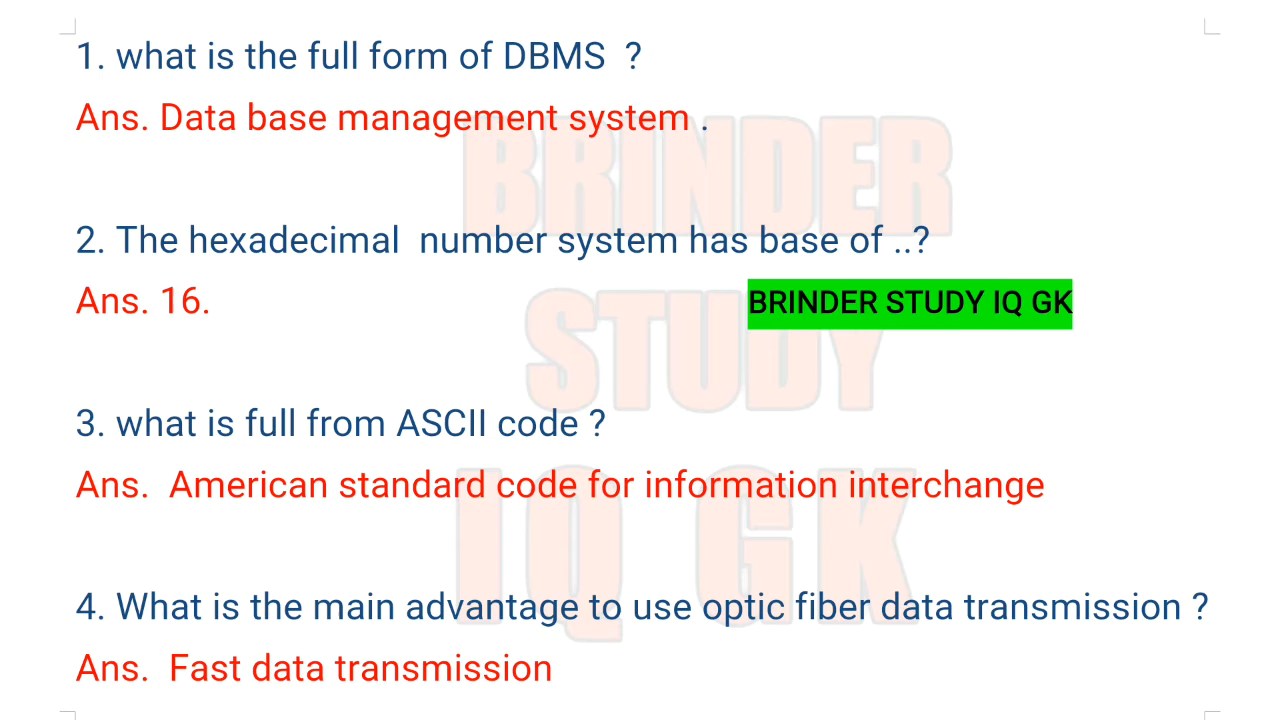 1. what is the full form of DBMS  ?
Ans. Data base management system .
2. The hexadecimal  number system has base of ..?
Ans. 16.
BRINDER STUDY IQ GK
3. what is full from ASCII code ?
Ans.  American standard code for information interchange
4. What is the main advantage to use optic fiber data transmission ?
Ans.  Fast data transmission
BRINDER
STUDY
IQ GK